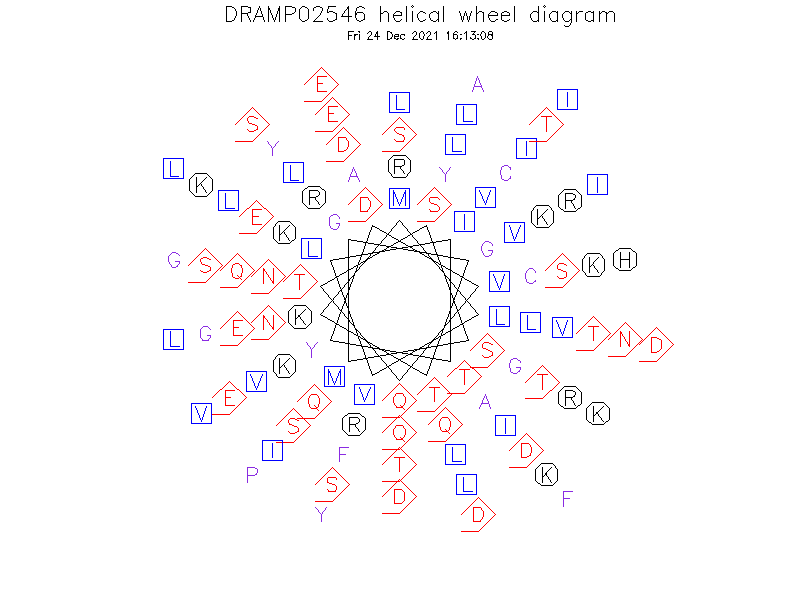 DRAMP02546 helical wheel diagram
Fri 24 Dec 2021 16:13:08
E A
L I
E L
S T
S
D L
Y I
L R
L A Y C
K I
L R M V R
D S
E G I K
K V
L G
G S K H
Q S
N T V C
K L
N L
E V
G T
L N D
Y S
K G
M T
V T
E Q V Q T A R
V K
S R Q I
Q
I F L D
T
P K
S L
D F
Y D